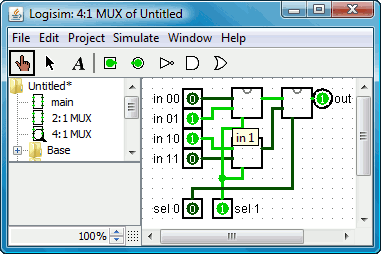 Logisim: 4:1 MUX of Untitled
File Edit Project Simulate Window Help
A
Untitled*
main
2:1 MUX
4:1 MUX
Base
100%
in 00 0
in 01 1
in 10 1
in 11 0
in 1
1 out
sel 0 0
1 sel 1